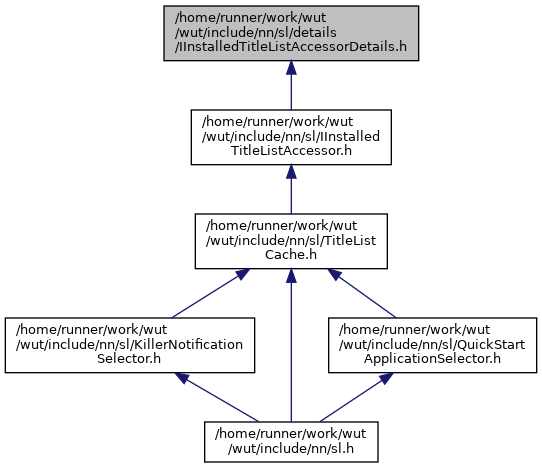 /home/runner/work/wut
/wut/include/nn/sl/details
/IInstalledTitleListAccessorDetails.h
/home/runner/work/wut
/wut/include/nn/sl/IInstalled
TitleListAccessor.h
/home/runner/work/wut
/wut/include/nn/sl/TitleList
Cache.h
/home/runner/work/wut
/wut/include/nn/sl/KillerNotification
Selector.h
/home/runner/work/wut
/wut/include/nn/sl/QuickStart
ApplicationSelector.h
/home/runner/work/wut
/wut/include/nn/sl.h